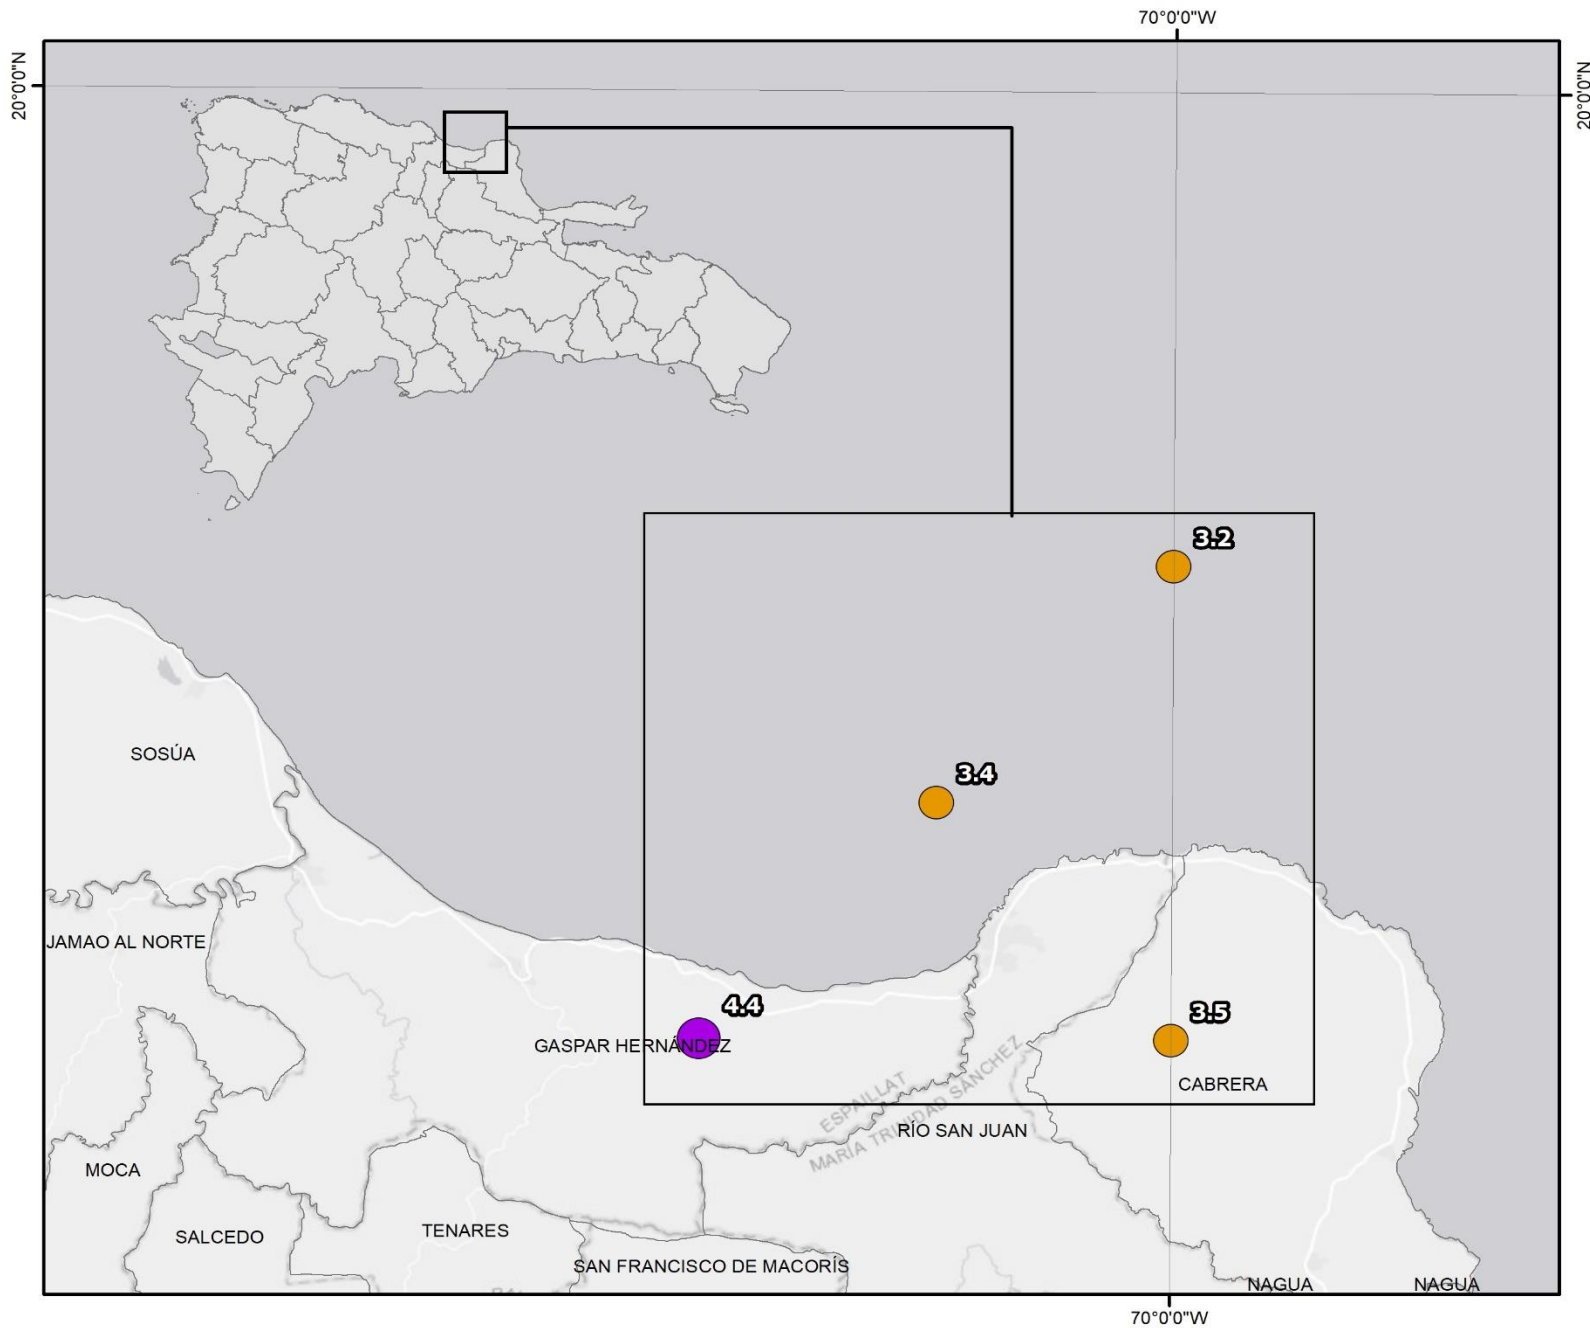 70°0'0"W
20°0'0"N
20°0'0"N
3.2
SOSÚA
3.4
JAMAO AL NORTE
4.4
3.5
GASPAR HERNÁNDEZ
CABRERA
ESPAILLAT
MARÍA TRINIDAD SÁNCHEZ
RÍO SAN JUAN
MOCA
SALCEDO
TENARES
SAN FRANCISCO DE MACORÍS
NAGUA
NAGUA
70°0'0"W